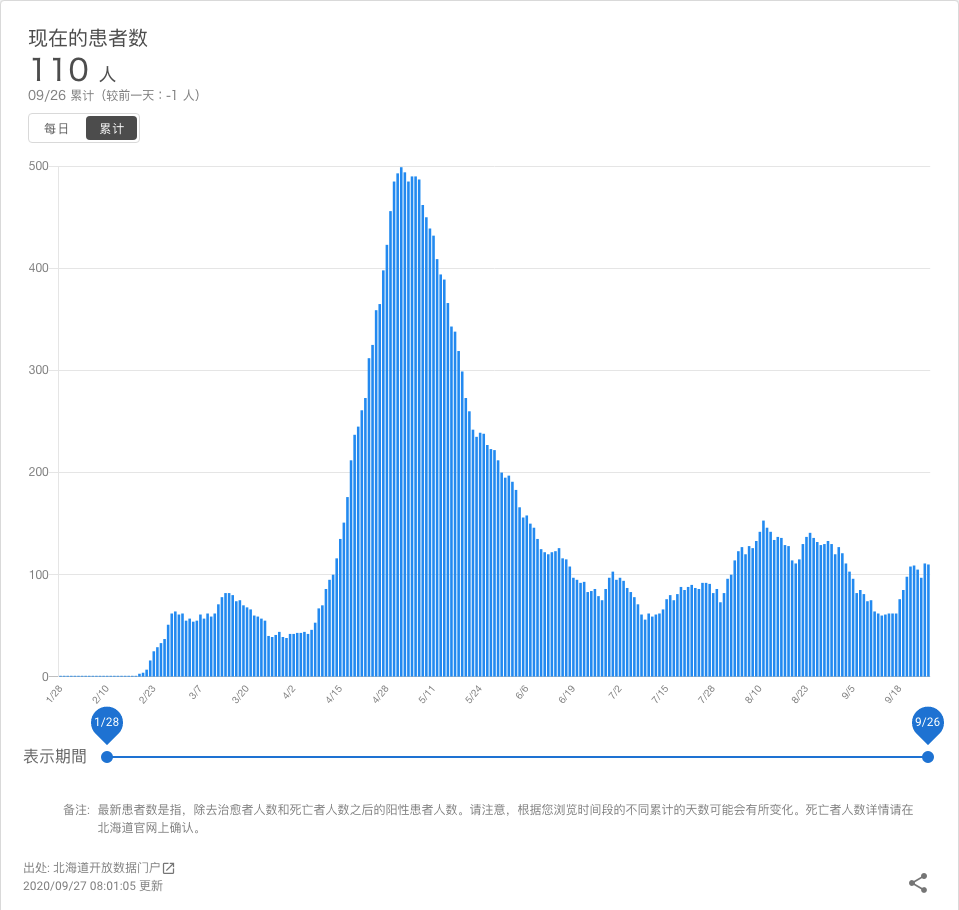 现在的患者数
110 人
09/26 累计（较前一天：-1 人）
每日 累计
500
400
300
200
100
0
1/28 2/10 2/23 3/7 3/20 4/2 4/15 4/28 5/11 5/24 6/6 6/19 7/2 7/15 7/28 8/10 8/23 9/5 9/18
1/28 9/26
表示期間
备注: 最新患者数是指，除去治愈者人数和死亡者人数之后的阳性患者人数。请注意，根据您浏览时间段的不同累计的天数可能会有所变化。死亡者人数详情请在
北海道官网上确认。
出处: 北海道开放数据门户
2020/09/27 08:01:05 更新